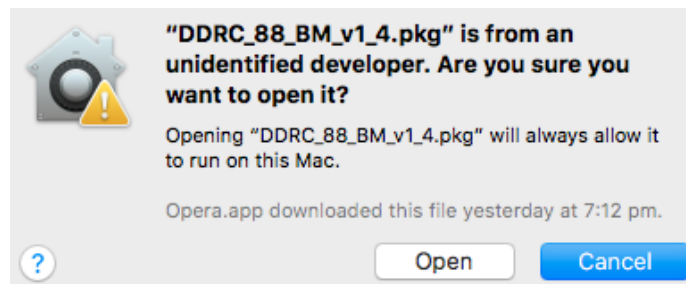 “DDRC_88_BM_v1_4.pkg” is from an
unidentified developer. Are you sure you
want to open it?
Opening “DDRC_88_BM_v1_4.pkg” will always allow it
to run on this Mac.
Opera.app downloaded this file yesterday at 7:12 pm.
?
Open
Cancel